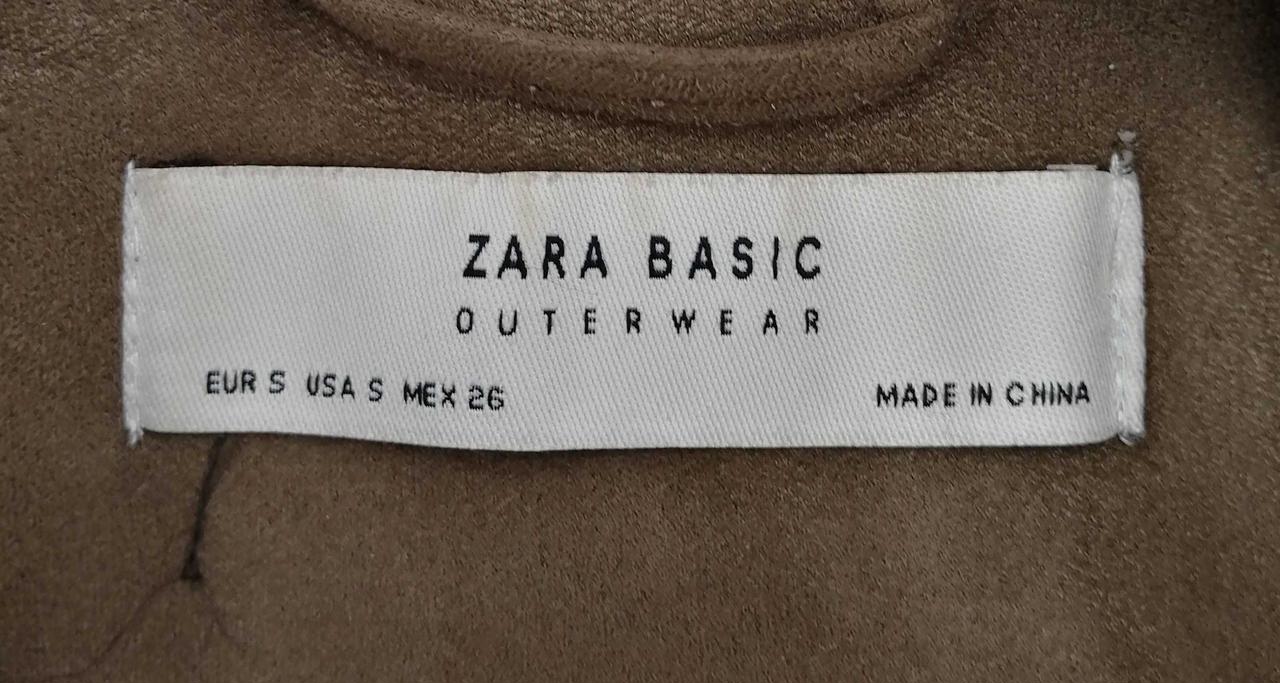 ZARA BASIC
OUTERWEAR
EUR S USA S MEX 26 MADE IN CHINA